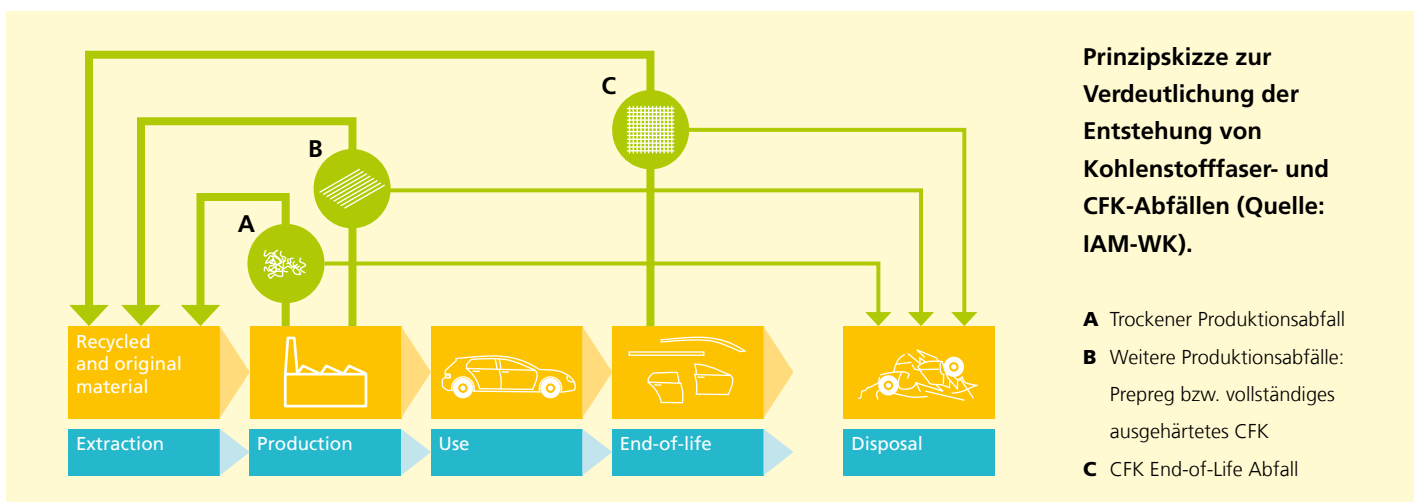 C
B
A
Recycled
and original
material
Extraction
Production
Use
End-of-life
Disposal
Prinzipskizze zur
Verdeutlichung der
Entstehung von
Kohlenstofffaser- und
CFK-Abfällen (Quelle:
IAM-WK).
A Trockener Produktionsabfall
B Weitere Produktionsabfälle:
Prepreg bzw. vollständiges
ausgehärtetes CFK
C CFK End-of-Life Abfall